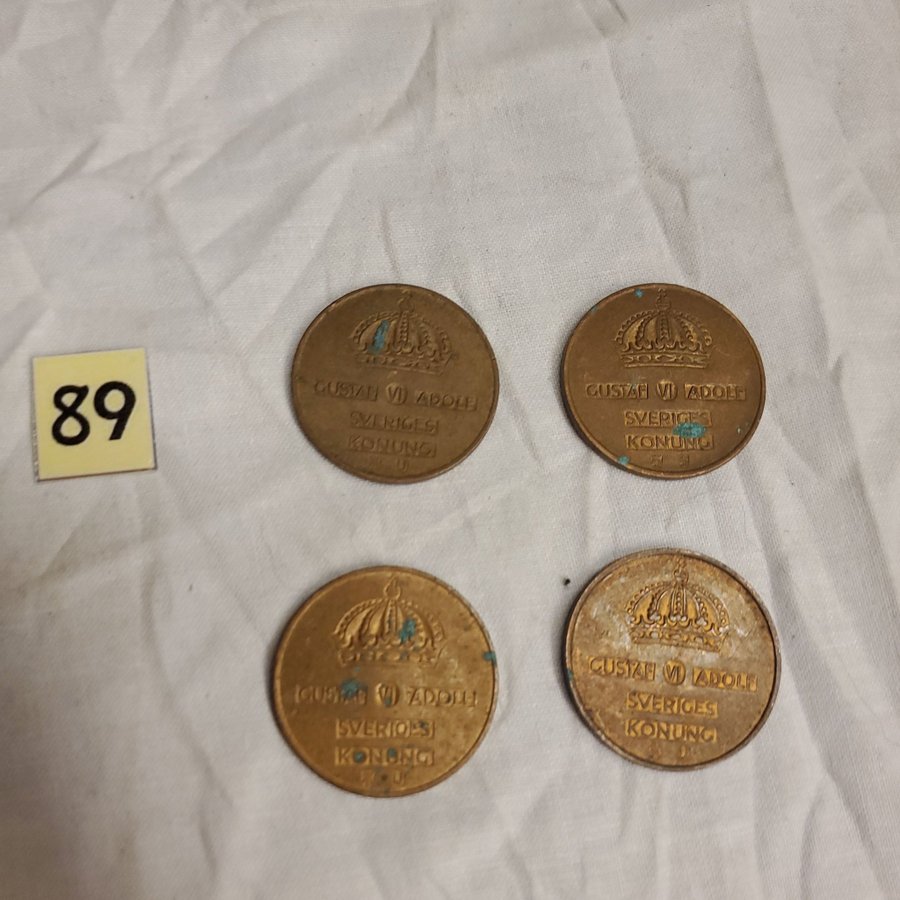 89
GUSTAF VI ADOLF
SVERIGES
KONUNG
GUSTAF VI ADOLF
SVERIGES
KONUNG
GUSTAF VI ADOLF
SVERIGES
KONUNG
GUSTAF VI ADOLF
SVERIGES
KONUNG